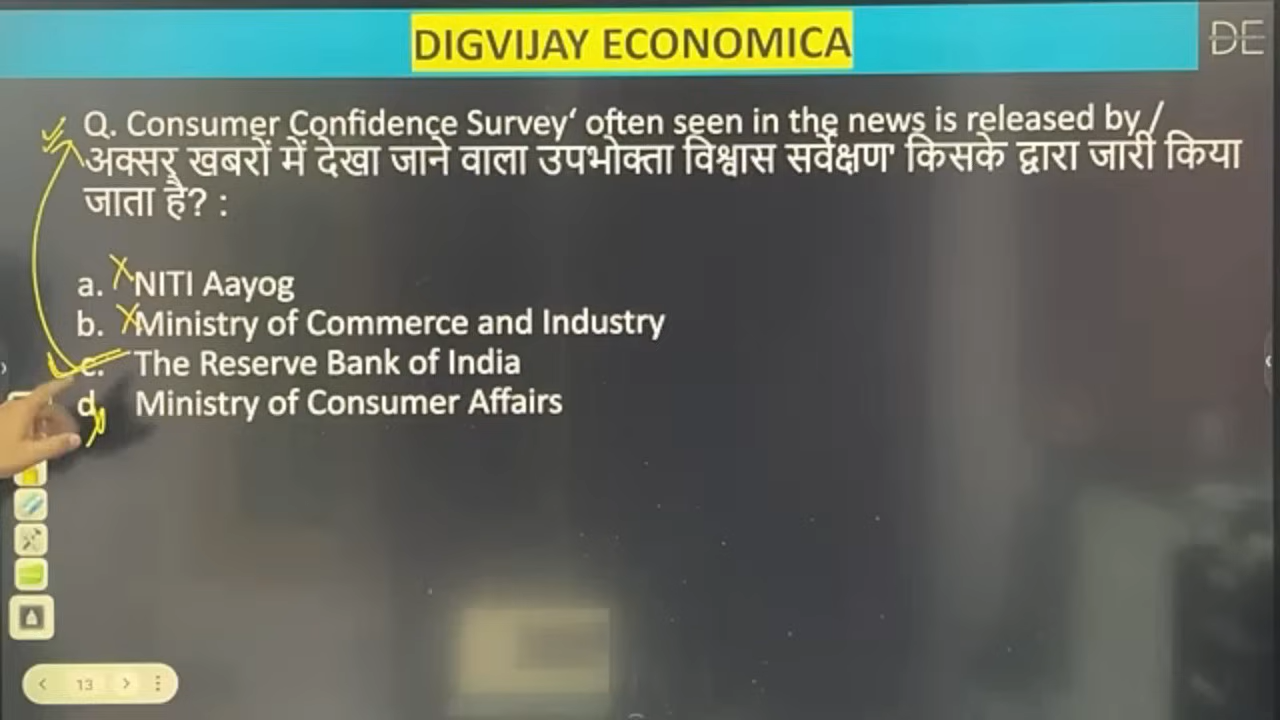 DIGVIJAY ECONOMICA
DE
Q. Consumer Confidence Survey‘ often seen in the news is released by /
अक्सर खबरों में देखा जाने वाला उपभोक्ता विश्वास सर्वेक्षण' किसके द्वारा जारी किया
जाता है? :
a. NITI Aayog
b. Ministry of Commerce and Industry
c. The Reserve Bank of India
d. Ministry of Consumer Affairs
13